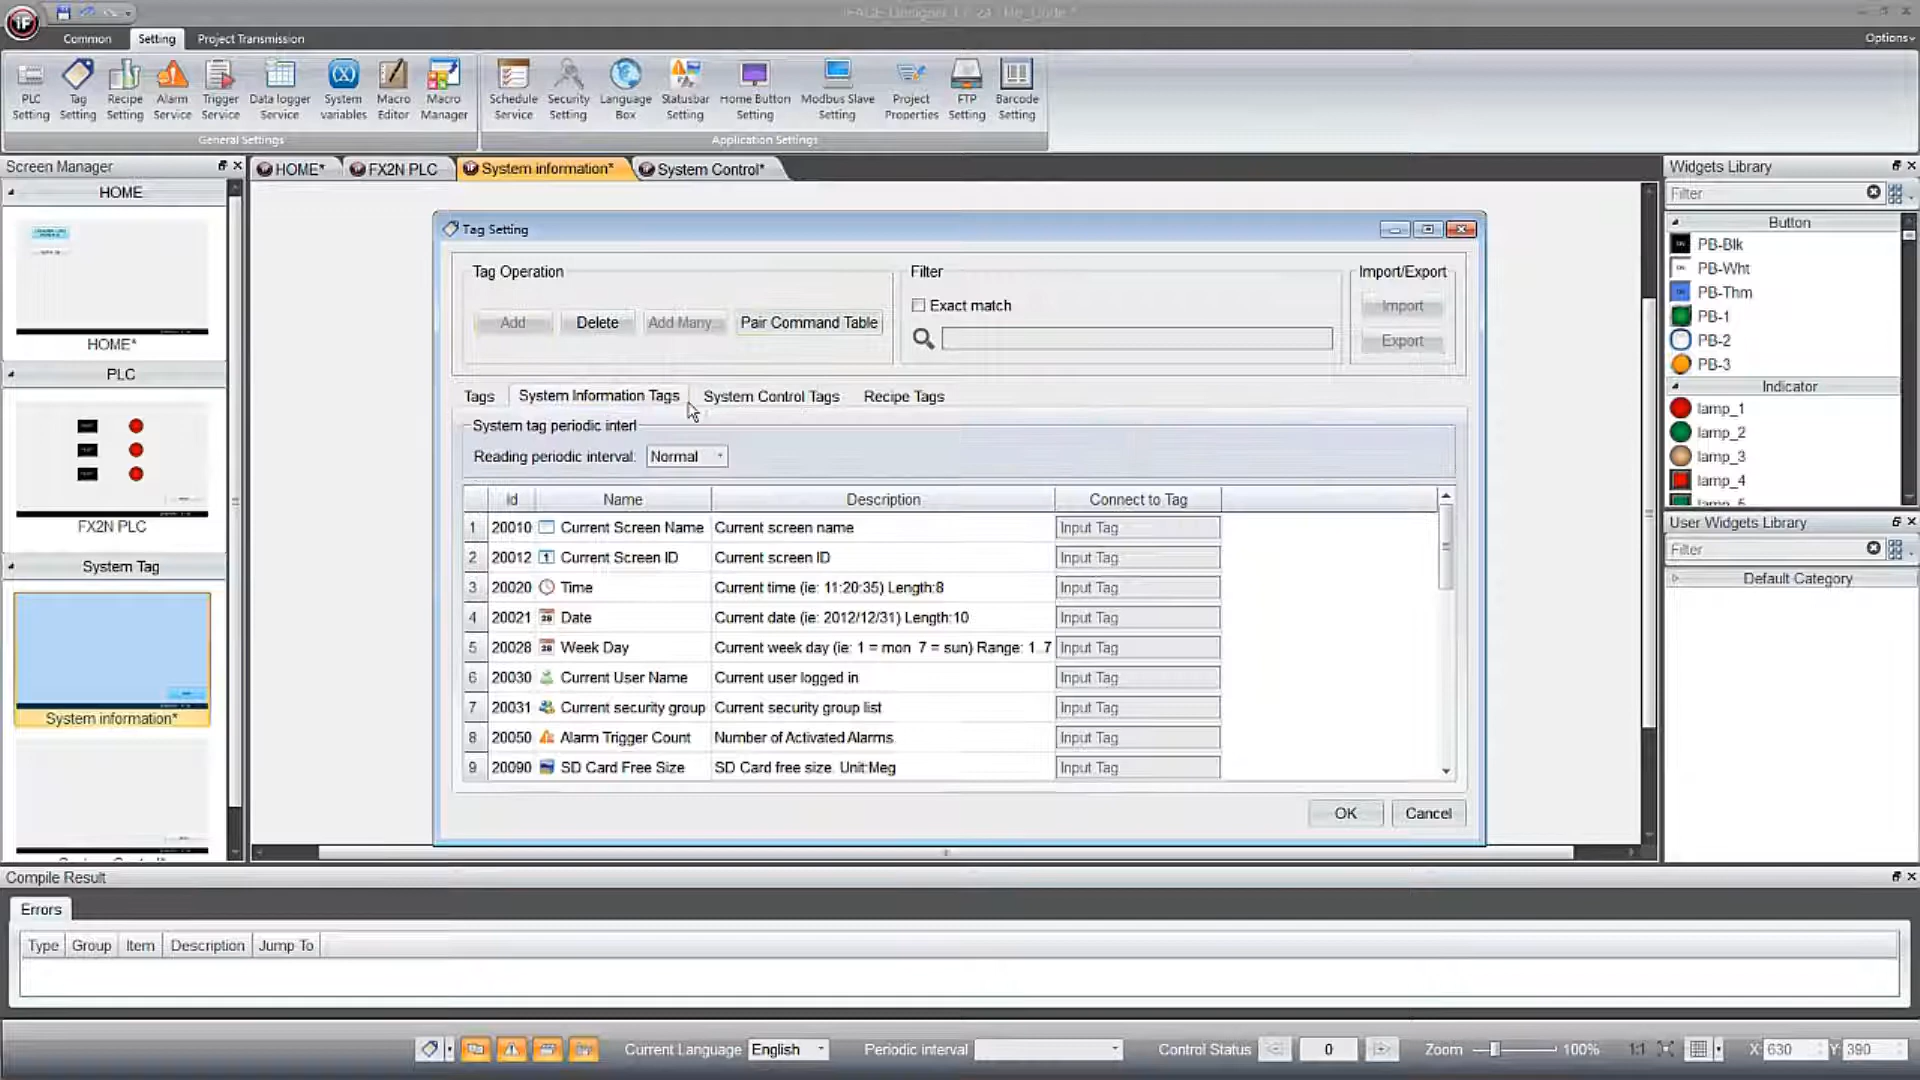 Common Setting Project Transmission Options
PLC Setting
Tag Setting
Recipe Setting
Alarm Service
Trigger Service
Data logger Service
System variables
Macro Editor
Macro Manager
Schedule Service
Security Setting
Language Box
Statusbar Setting
Home Button Setting
Modbus Slave Setting
Project Properties
FTP Setting
Barcode Setting
General Settings
Application Settings
Screen Manager
HOME* FX2N PLC System information* System Control*
Widgets Library
HOME
HOME*
PLC
FX2N PLC
System Tag
System information*
Filter
Button
PB-Blk
PB-Wht
PB-Thm
PB-1
PB-2
PB-3
Indicator
lamp_1
lamp_2
lamp_3
lamp_4
User Widgets Library
Filter
Default Category
Tag Setting
Tag Operation Filter Import/Export
Exact match
Add Delete Add Many... Pair Command Table
Import
Export
Tags System Information Tags System Control Tags Recipe Tags
System tag periodic interl
Reading periodic interval: Normal
Id Name Description Connect to Tag
1 20010 Current Screen Name Current screen name Input Tag
2 20012 Current Screen ID Current screen ID Input Tag
3 20020 Time Current time (ie: 11:20:35) Length:8 Input Tag
4 20021 Date Current date (ie: 2012/12/31) Length:10 Input Tag
5 20028 Week Day Current week day (ie: 1 = mon 7 = sun) Range: 1..7 Input Tag
6 20030 Current User Name Current user logged in Input Tag
7 20031 Current security group Current security group list Input Tag
8 20050 Alarm Trigger Count Number of Activated Alarms Input Tag
9 20090 SD Card Free Size SD Card free size. Unit:Meg Input Tag
OK Cancel
Compile Result
Errors
Type Group Item Description Jump To
Current Language English Periodic interval Control Status 0 Zoom 100% 1:1 X: 630 Y: 390